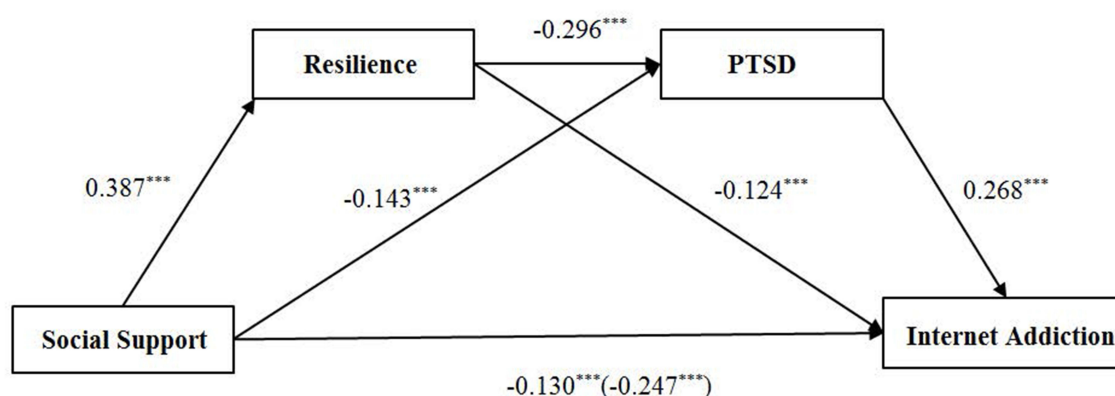 -0.296***
Resilience
PTSD
0.387***
-0.143***
-0.124***
0.268***
Social Support
Internet Addiction
-0.130***(-0.247***)